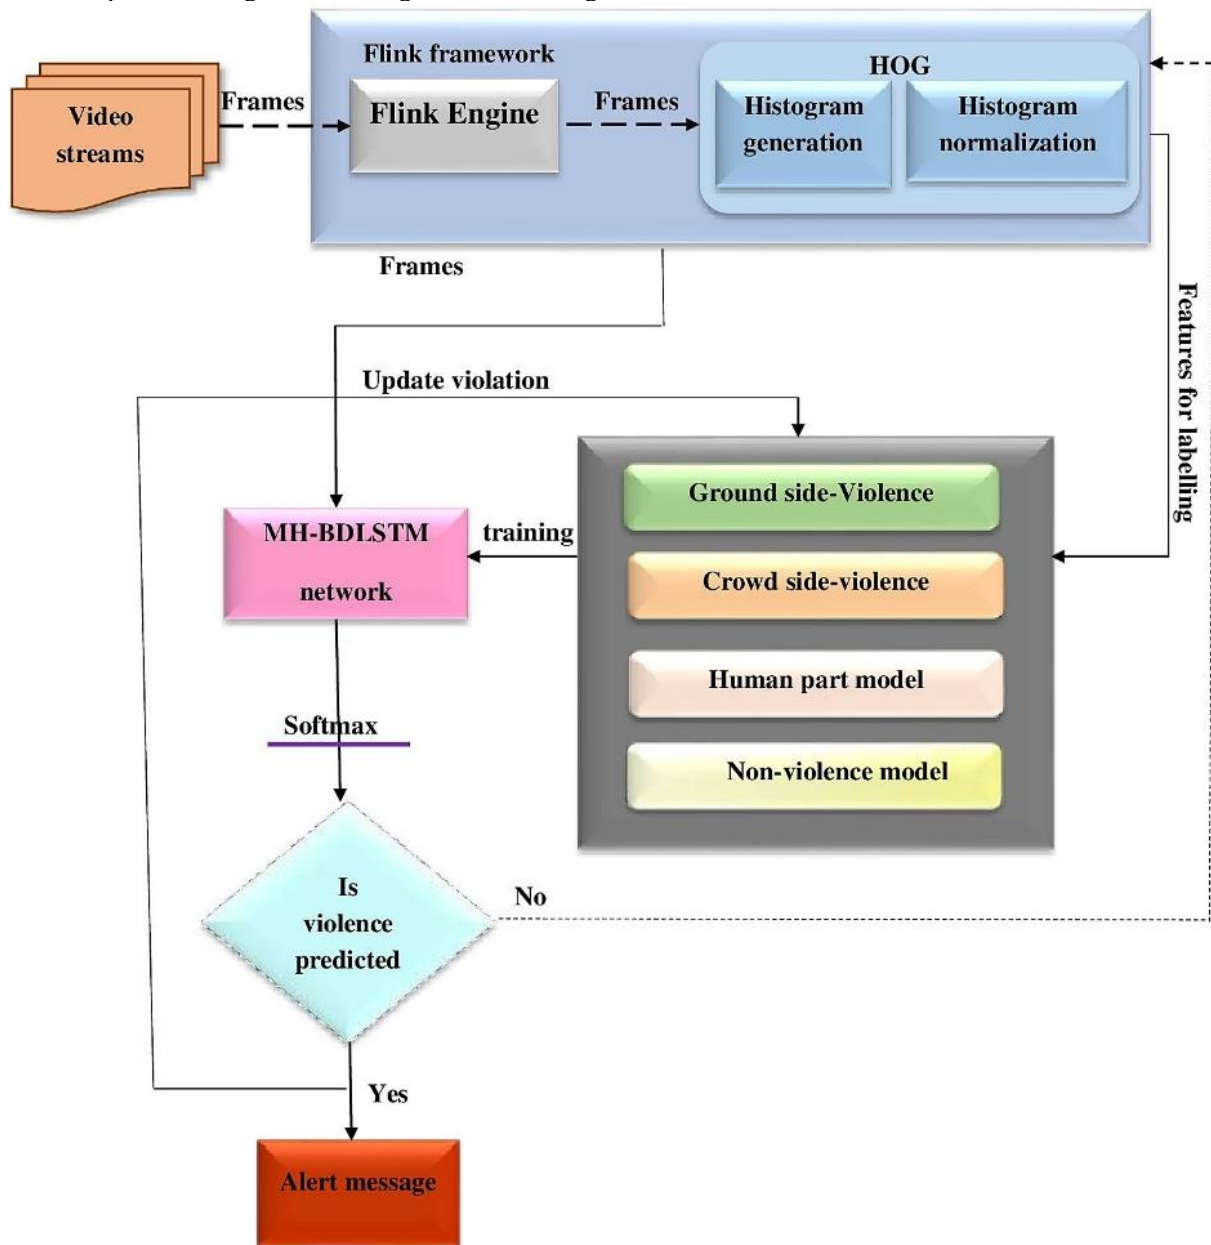 Flink framework
HOG
Video
streams
Frames
Flink Engine
Frames
Histogram
generation
Histogram
normalization
Frames
Features for labelling
Update violation
Ground side-Violence
MH-BDLSTM
network
training
Crowd side-violence
Human part model
Softmax
Non-violence model
Is
violence
predicted
No
Yes
Alert message